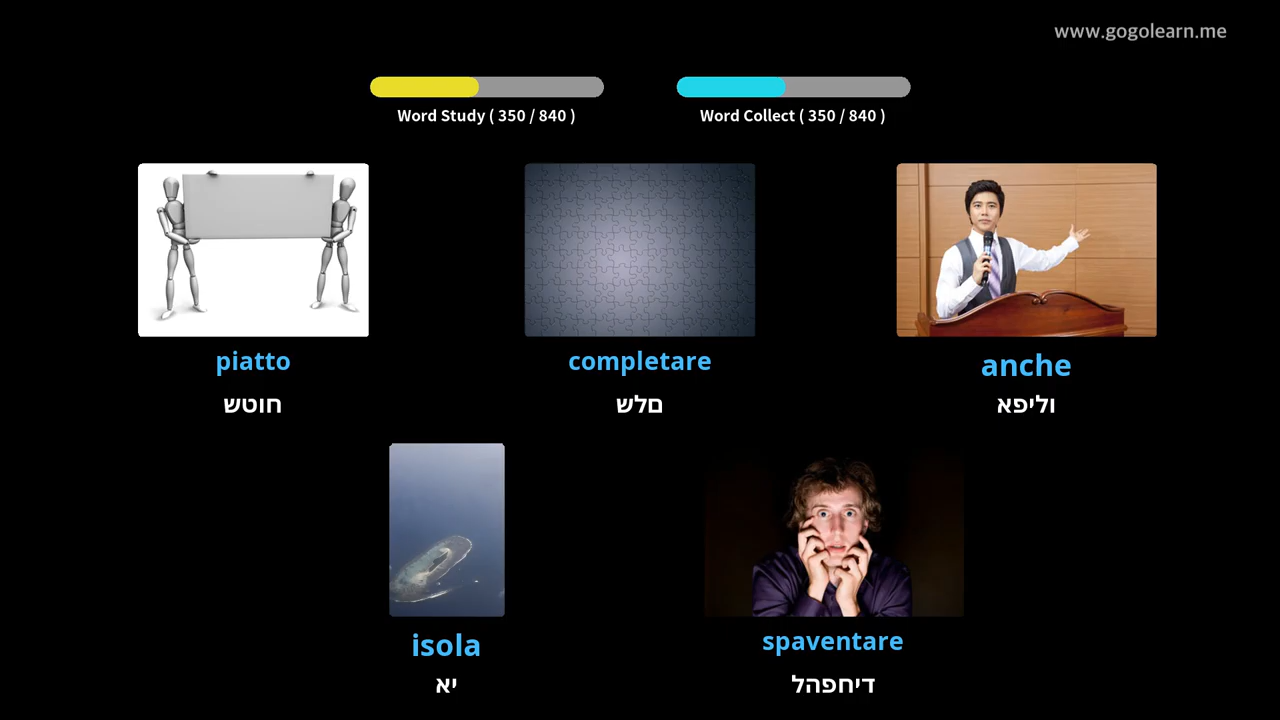 www.gogolearn.me
Word Study ( 350 / 840 )
Word Collect ( 350 / 840 )
piatto
חוטש
completare
םלש
anche
וליפא
isola
יא
spaventare
דיחפהל